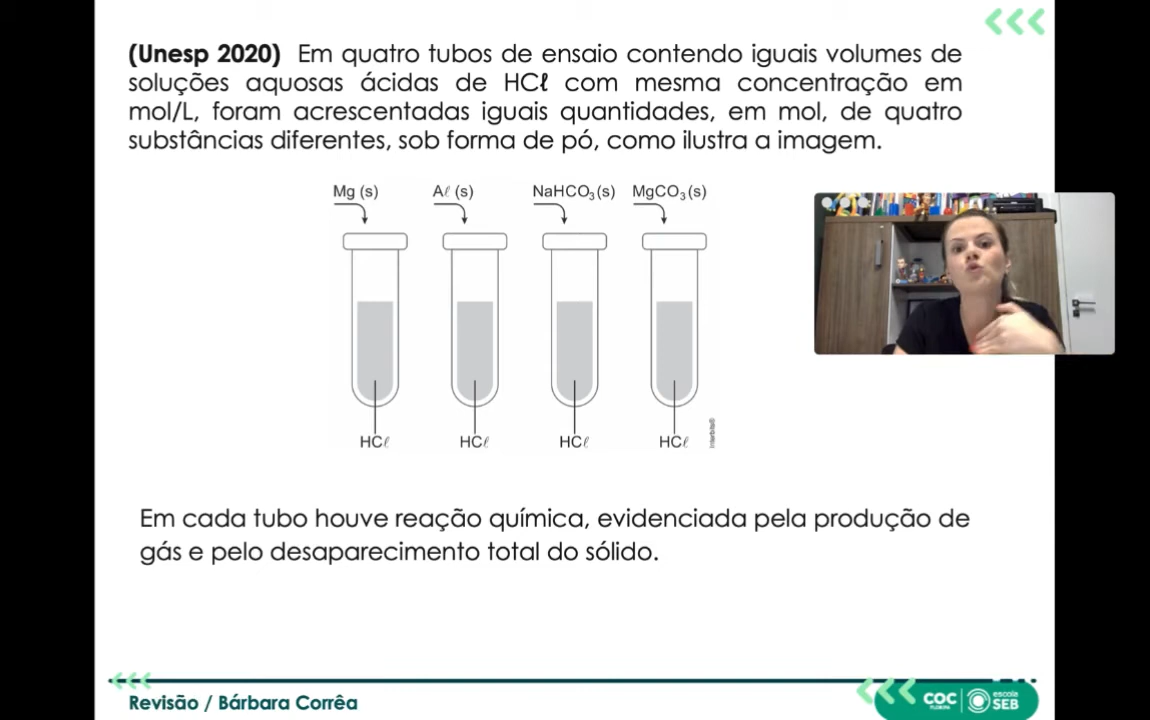 (Unesp 2020) Em quatro tubos de ensaio contendo iguais volumes de
soluções aquosas ácidas de HCℓ com mesma concentração em
mol/L, foram acrescentadas iguais quantidades, em mol, de quatro
substâncias diferentes, sob forma de pó, como ilustra a imagem.
Mg (s) Aℓ (s) NaHCO₃(s) MgCO₃(s)
HCℓ HCℓ HCℓ HCℓ
Interbits®
Em cada tubo houve reação química, evidenciada pela produção de
gás e pelo desaparecimento total do sólido.
Revisão / Bárbara Corrêa
COC
escola
SEB